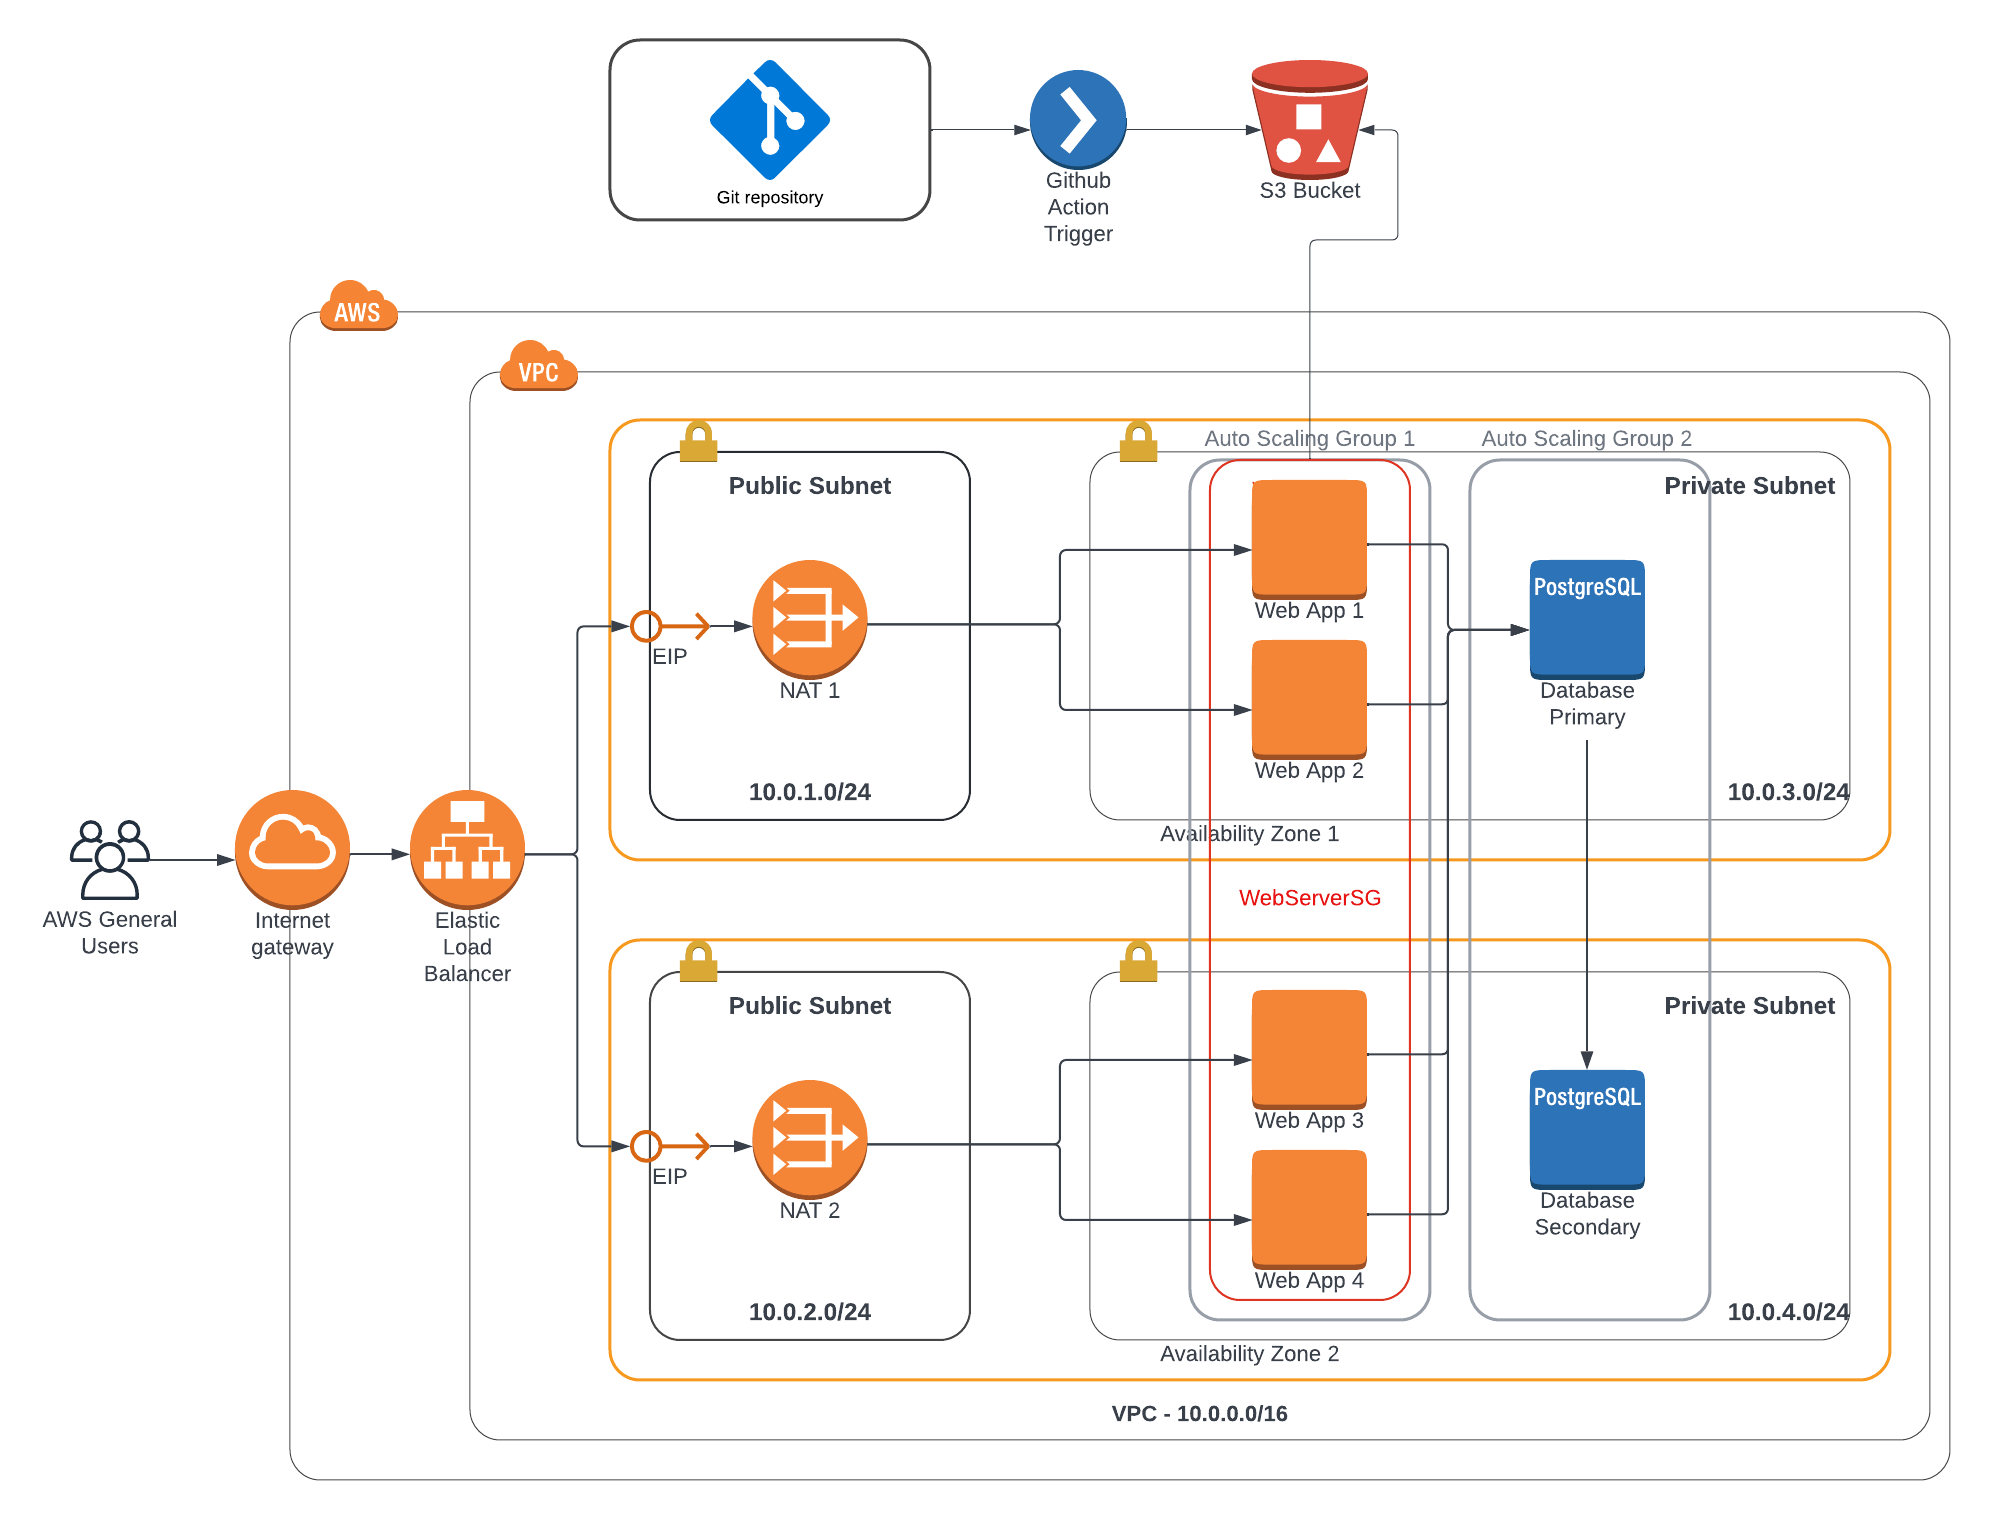 Git repository
Github
Action
Trigger
S3 Bucket
AWS
VPC
Auto Scaling Group 1
Auto Scaling Group 2
Public Subnet
Private Subnet
Web App 1
PostgreSQL
EIP
NAT 1
Database
Primary
Web App 2
10.0.1.0/24
10.0.3.0/24
Availability Zone 1
WebServerSG
AWS General
Users
Internet
gateway
Elastic
Load
Balancer
Public Subnet
Private Subnet
Web App 3
PostgreSQL
EIP
NAT 2
Database
Secondary
Web App 4
10.0.2.0/24
10.0.4.0/24
Availability Zone 2
VPC - 10.0.0.0/16